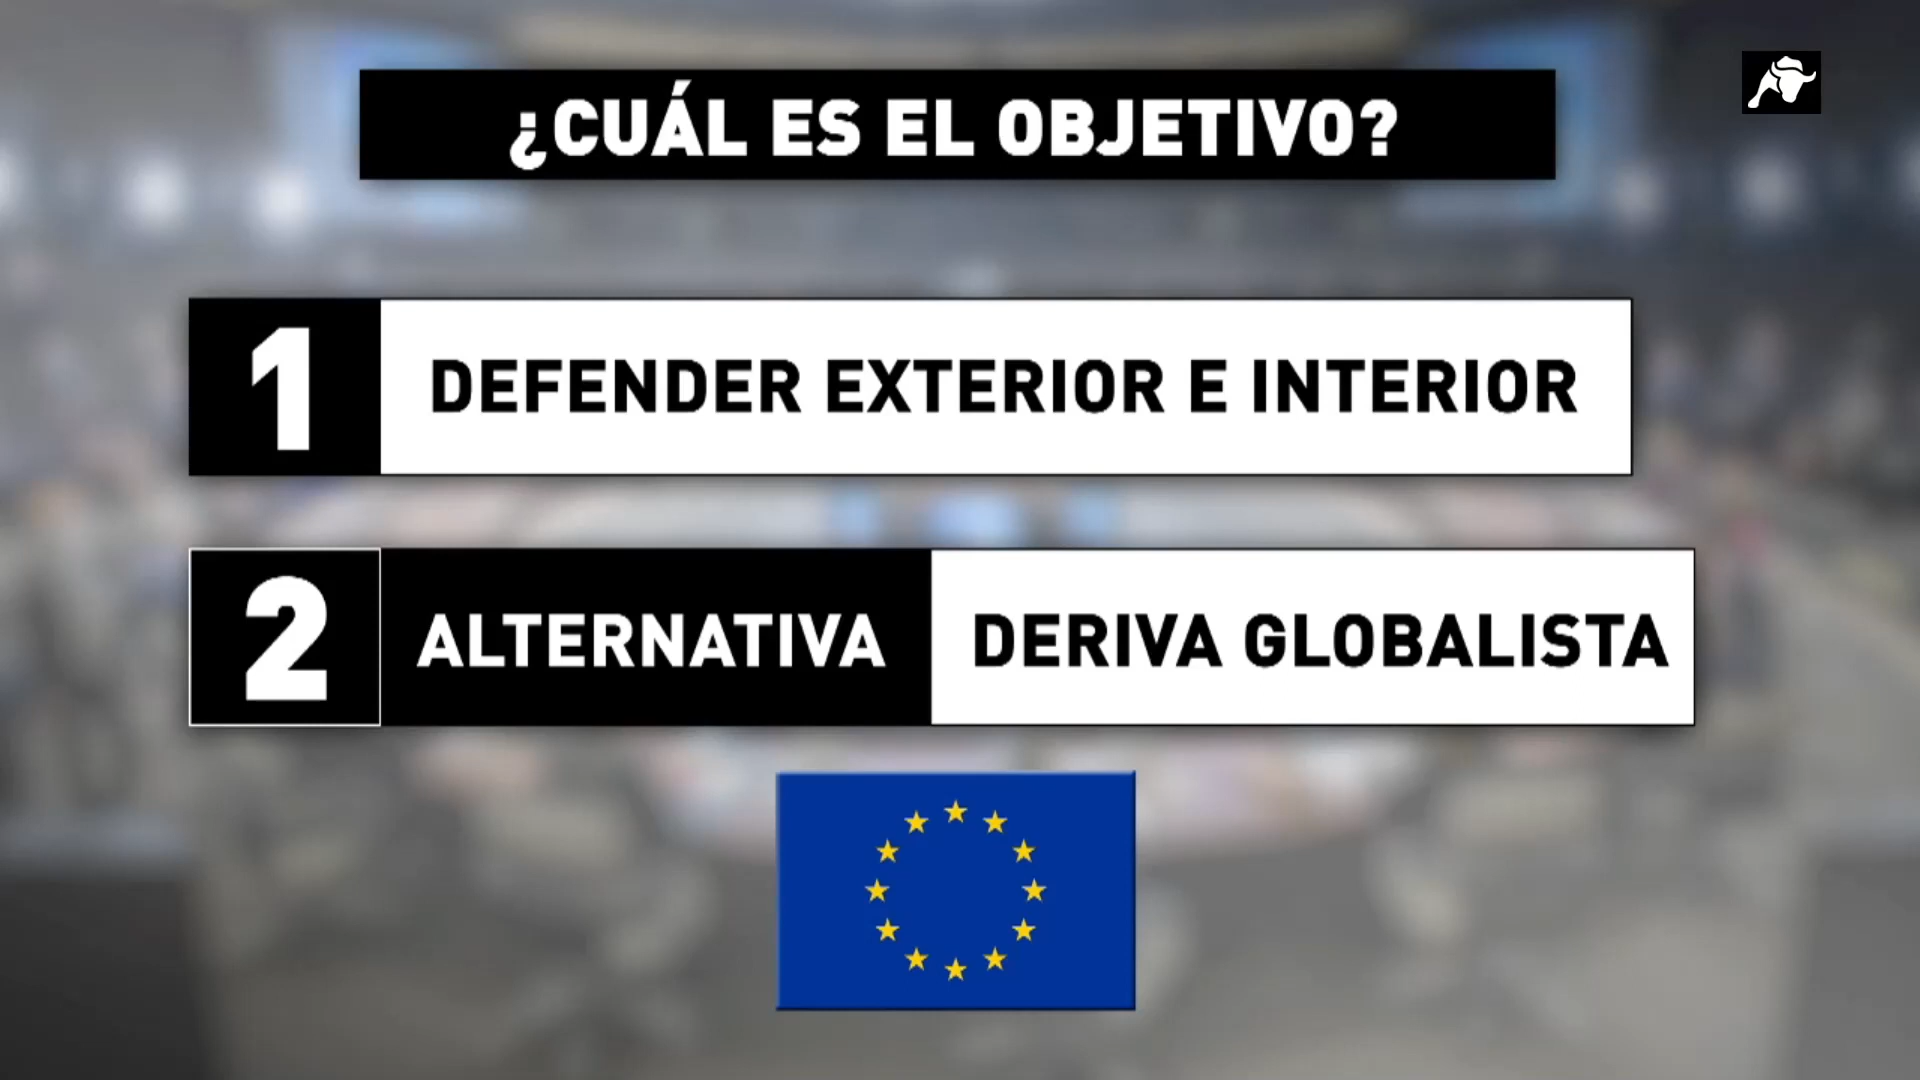 ¿CUÁL ES EL OBJETIVO?
1 DEFENDER EXTERIOR E INTERIOR
2 ALTERNATIVA DERIVA GLOBALISTA